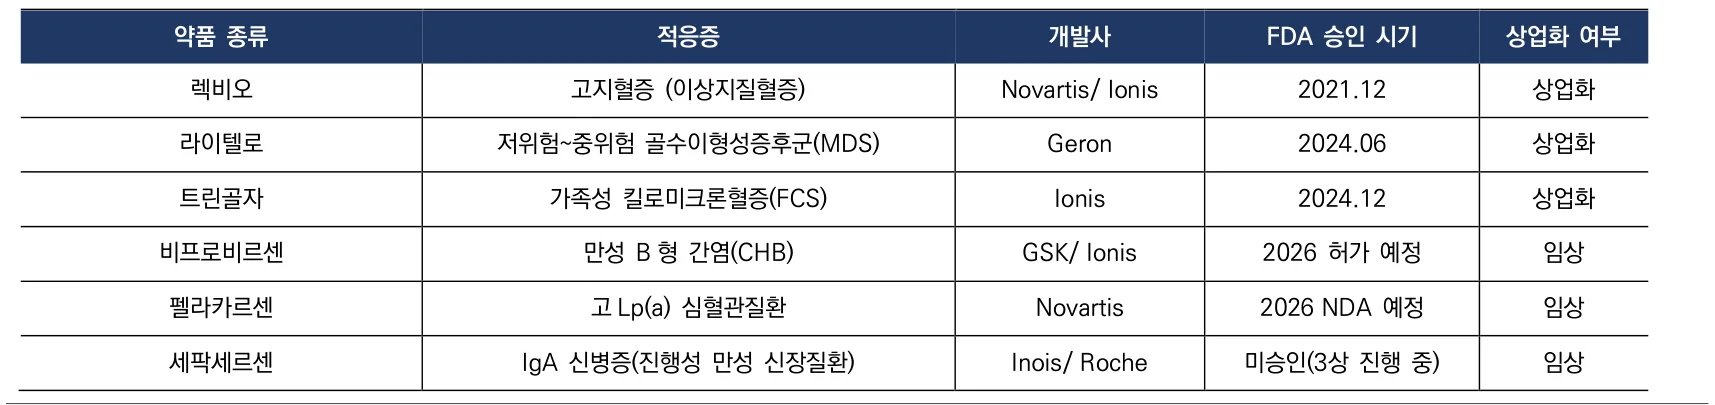 약품 종류 적응증 개발사 FDA 승인 시기 상업화 여부
렉비오 고지혈증 (이상지질혈증) Novartis/ Ionis 2021.12 상업화
라이텔로 저위험~중위험 골수이형성증후군(MDS) Geron 2024.06 상업화
트린골자 가족성 킬로미크론혈증(FCS) Ionis 2024.12 상업화
비프로비르센 만성 B형 간염(CHB) GSK/ Ionis 2026 허가 예정 임상
펠라카르센 고Lp(a) 심혈관질환 Novartis 2026 NDA 예정 임상
세팍세르센 IgA 신병증(진행성 만성 신장질환) Inois/ Roche 미승인(3상 진행 중) 임상